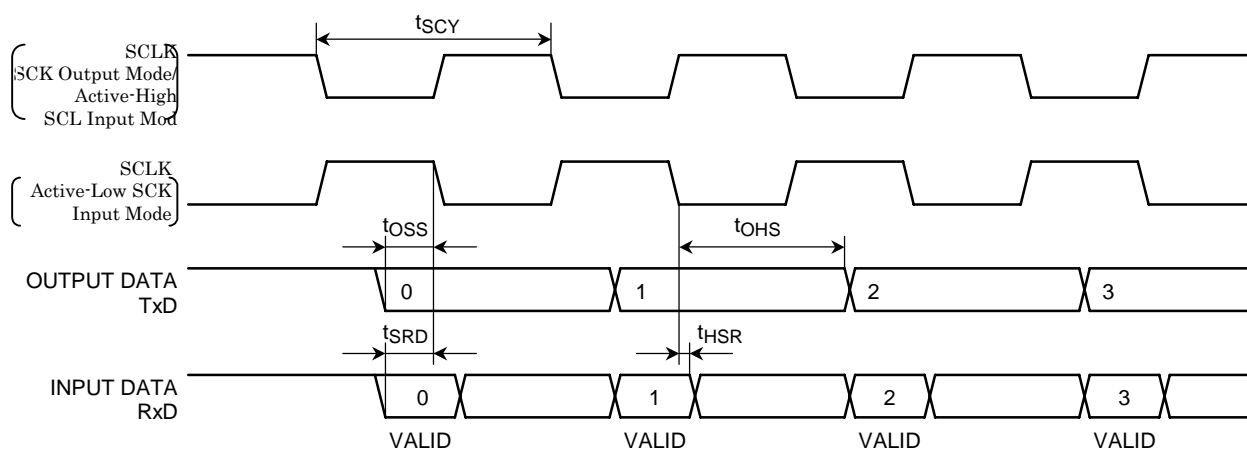 tSCY
SCLK
SCK Output Mode/
Active-High
SCL Input Mod
SCLK
Active-Low SCK
Input Mode
tOSS
tOHS
OUTPUT DATA
TxD
0
1
2
3
tSRD
tHSR
INPUT DATA
RxD
0
1
2
3
VALID
VALID
VALID
VALID